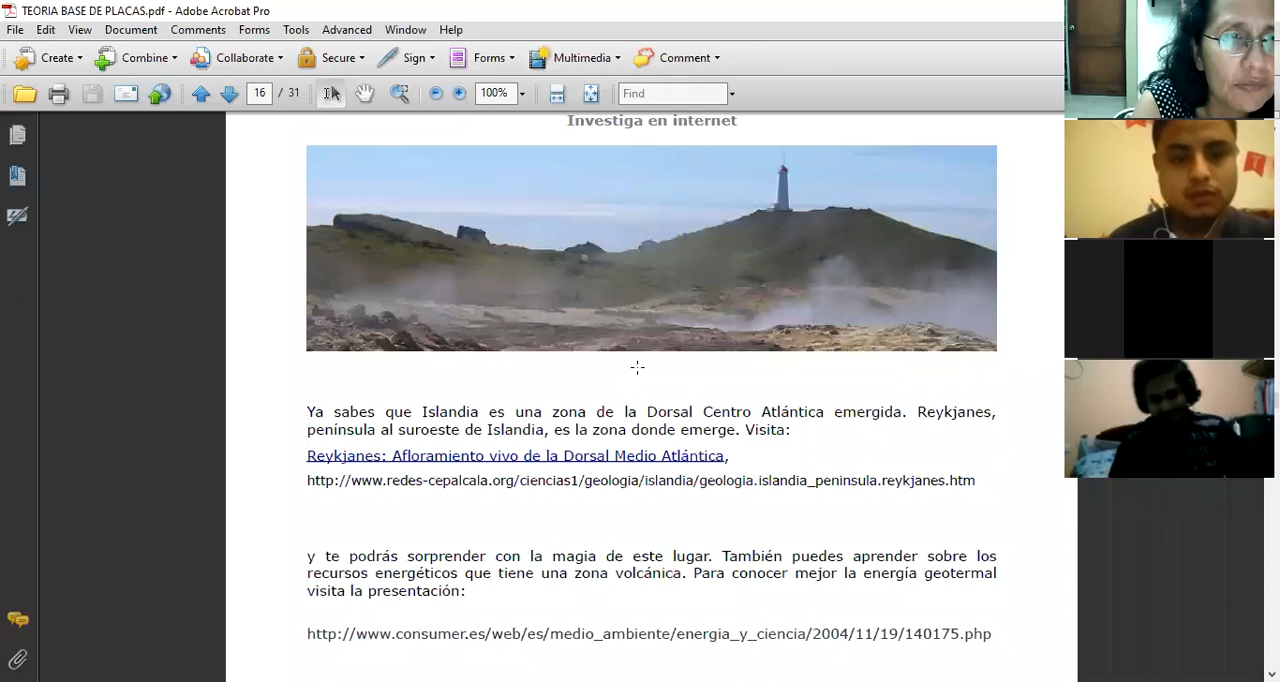 TEORIA BASE DE PLACAS.pdf - Adobe Acrobat Pro
File Edit View Document Comments Forms Tools Advanced Window Help
Create Combine Collaborate Secure Sign Forms Multimedia Comment
16 / 31 100% Find
Investiga en internet
Ya sabes que Islandia es una zona de la Dorsal Centro Atlántica emergida. Reykjanes,
península al suroeste de Islandia, es la zona donde emerge. Visita:
Reykjanes: Afloramiento vivo de la Dorsal Medio Atlántica,
http://www.redes-cepalcala.org/ciencias1/geologia/islandia/geologia.islandia_peninsula.reykjanes.htm
y te podrás sorprender con la magia de este lugar. También puedes aprender sobre los
recursos energéticos que tiene una zona volcánica. Para conocer mejor la energía geotermal
visita la presentación:
http://www.consumer.es/web/es/medio_ambiente/energia_y_ciencia/2004/11/19/140175.php